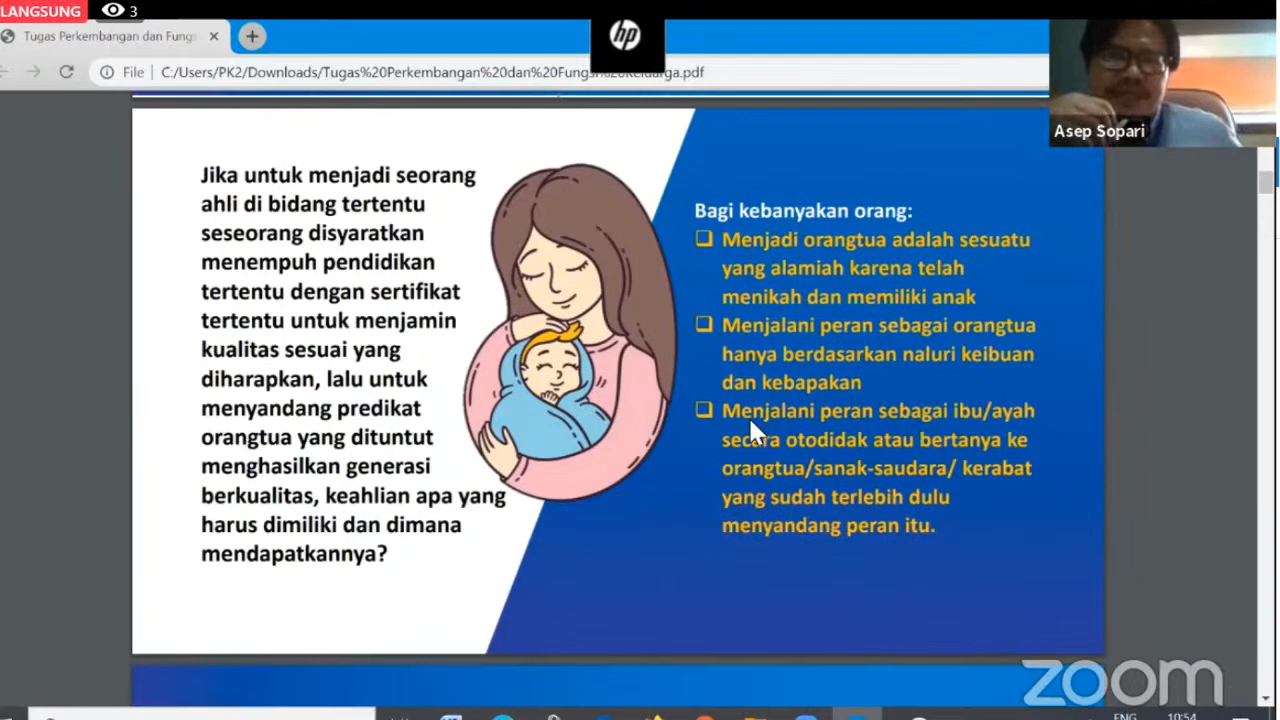 LANGSUNG
3
Tugas Perkembangan dan Fungs
hp
File
C:/Users/PK2/Downloads/Tugas%20Perkembangan%20dan%20Fungsi%20Keluarga.pdf
Asep Sopari
Jika untuk menjadi seorang
ahli di bidang tertentu
seseorang disyaratkan
menempuh pendidikan
tertentu dengan sertifikat
tertentu untuk menjamin
kualitas sesuai yang
diharapkan, lalu untuk
menyandang predikat
orangtua yang dituntut
menghasilkan generasi
berkualitas, keahlian apa yang
harus dimiliki dan dimana
mendapatkannya?
Bagi kebanyakan orang:
Menjadi orangtua adalah sesuatu
yang alamiah karena telah
menikah dan memiliki anak
Menjalani peran sebagai orangtua
hanya berdasarkan naluri keibuan
dan kebapakan
Menjalani peran sebagai ibu/ayah
secara otodidak atau bertanya ke
orangtua/sanak-saudara/ kerabat
yang sudah terlebih dulu
menyandang peran itu.
zoom
ENG
10:54